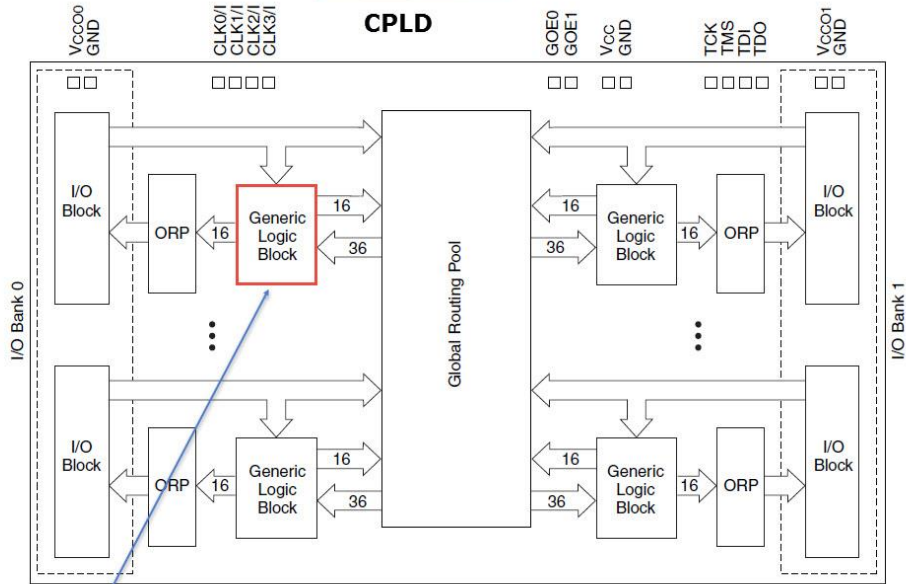 CPLD
VCCO0
GND
CLK0/I
CLK1/I
CLK2/I
CLK3/I
GOE0
GOE1
VCC
GND
TCK
TMS
TDI
TDO
VCCO1
GND
I/O Bank 0
I/O
Block
ORP
16
Generic
Logic
Block
16
36
Global Routing Pool
16
36
Generic
Logic
Block
16
ORP
I/O
Block
I/O Bank 1
I/O
Block
ORP
16
Generic
Logic
Block
16
36
16
36
Generic
Logic
Block
16
ORP
I/O
Block